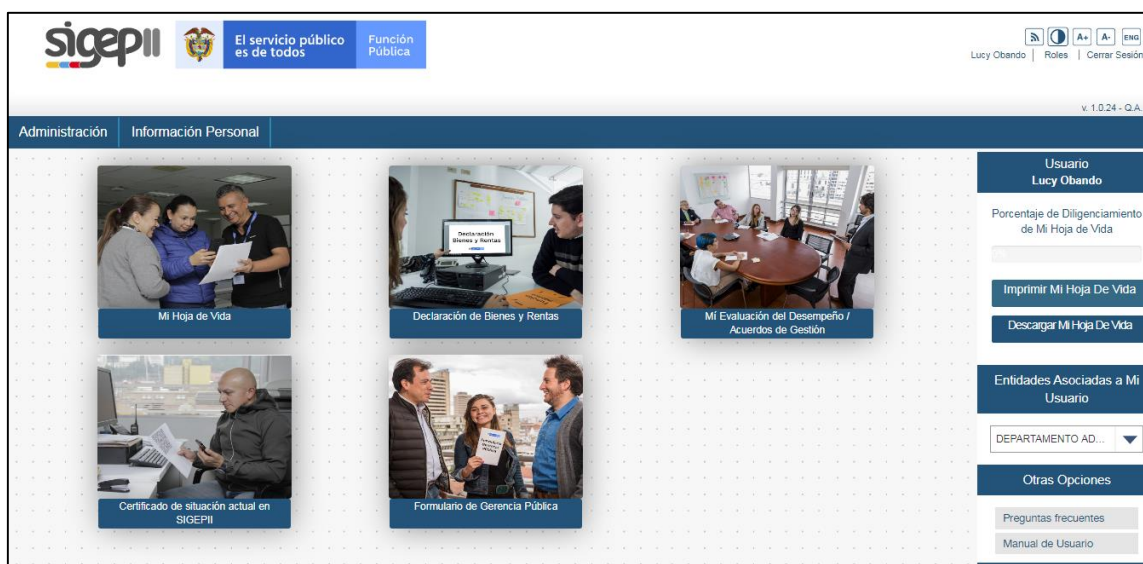 sigepII
El servicio público
es de todos
Función
Pública
A+ A- ENG
Lucy Obando | Roles | Cerrar Sesión
v. 1.0.24 - Q.A.
Administración
Información Personal
Mi Hoja de Vida
Declaración
Bienes y Rentas
Declaración de Bienes y Rentas
Mí Evaluación del Desempeño /
Acuerdos de Gestión
Certificado de situación actual en
SIGEPII
Formulario de Gerencia Pública
Usuario
Lucy Obando
Porcentaje de Diligenciamiento
de Mi Hoja de Vida
Imprimir Mi Hoja De Vida
Descargar Mi Hoja De Vida
Entidades Asociadas a Mi
Usuario
DEPARTAMENTO AD...
Otras Opciones
Preguntas frecuentes
Manual de Usuario